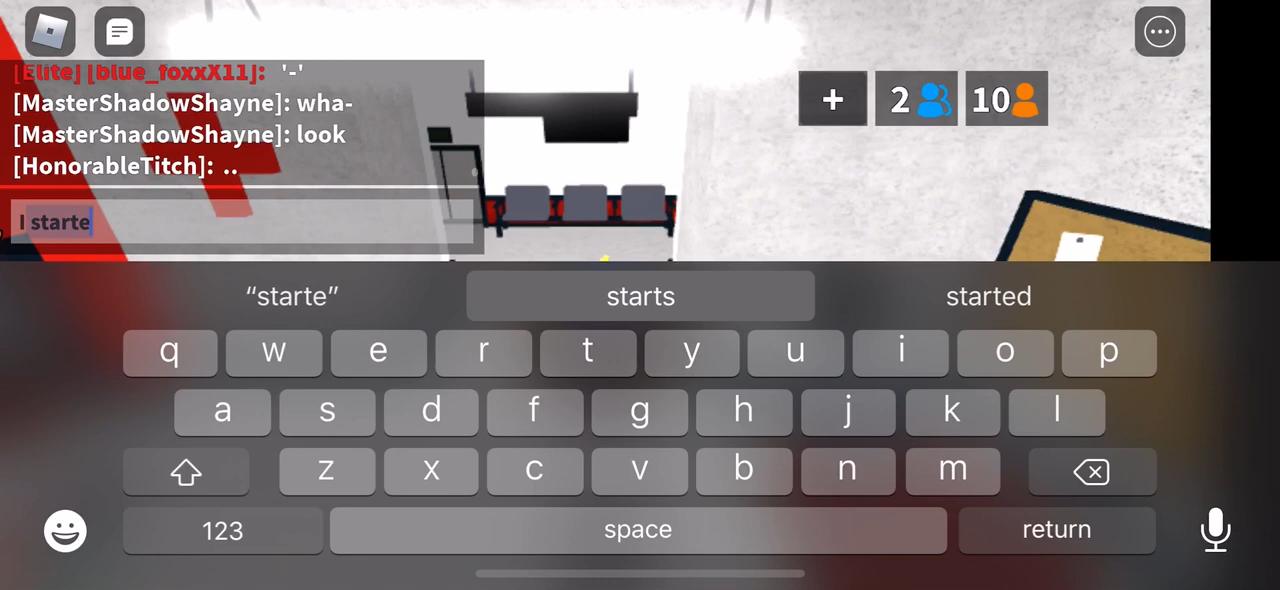 [Elite] [blue_foxxX11]: '-'
[MasterShadowShayne]: wha-
[MasterShadowShayne]: look
[HonorableTitch]: ..
+ 2 10
I starte
“starte” starts started
q w e r t y u i o p
a s d f g h j k l
z x c v b n m
123 space return